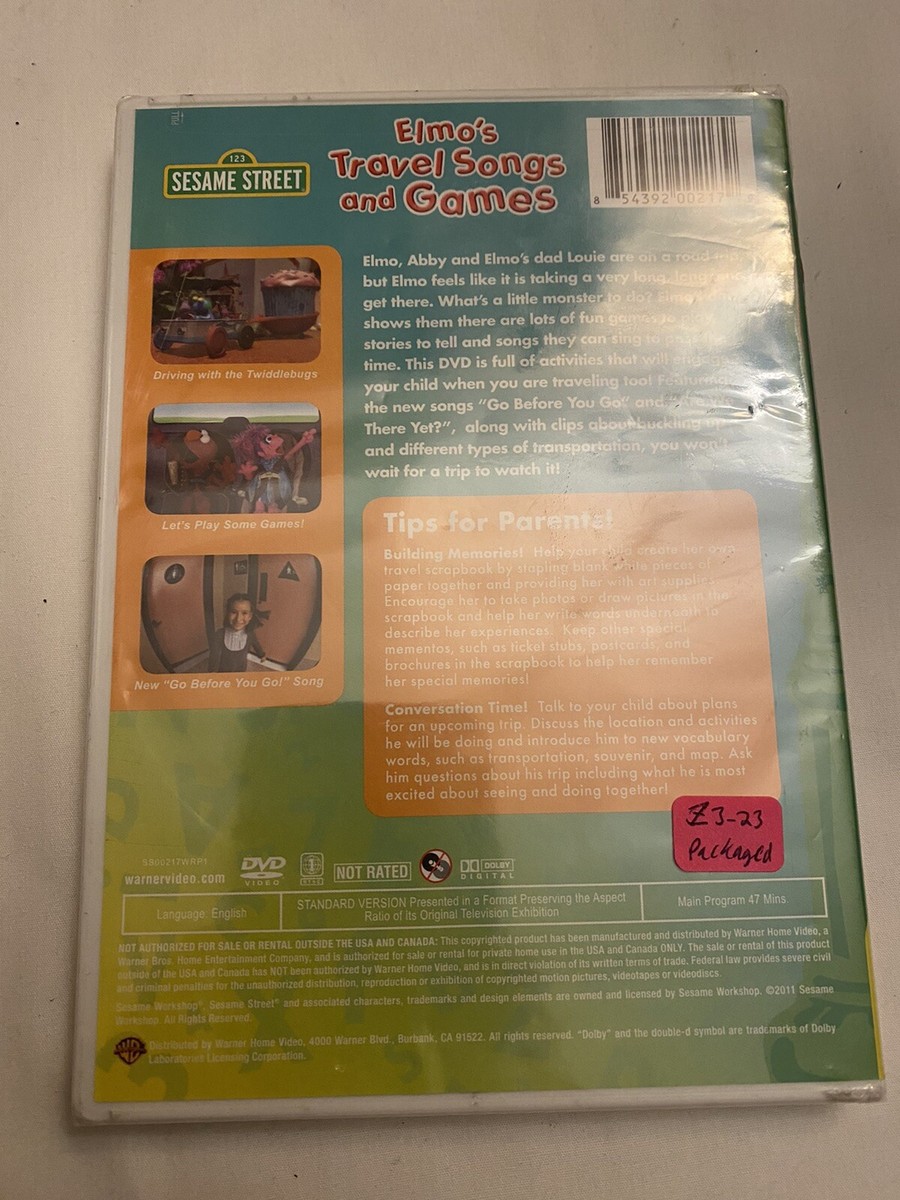 PULL
123
SESAME STREET
Elmo's
Travel Songs
and Games
8 54392 00217
Elmo, Abby and Elmo's dad Louie are on a road trip,
but Elmo feels like it is taking a very long, long
get there. What's a little monster to do? Elmo's
shows them there are lots of fun games to
stories to tell and songs they can sing to pass
time. This DVD is full of activities that will engage
your child when you are traveling too! Featuring
the new songs "Go Before You Go" and
There Yet?", along with clips about buckling up
and different types of transportation, you won't
wait for a trip to watch it!
Driving with the Twiddlebugs
Let's Play Some Games!
New "Go Before You Go!" Song
Tips for Parents!
Building Memories! Help your child create her own
travel scrapbook by stapling blank white pieces of
paper together and providing her with art supplies.
Encourage her to take photos or draw pictures in the
scrapbook and help her write words underneath to
describe her experiences. Keep other special
mementos, such as ticket stubs, postcards, and
brochures in the scrapbook to help her remember
her special memories!
Conversation Time! Talk to your child about plans
for an upcoming trip. Discuss the location and activities
he will be doing and introduce him to new vocabulary
words, such as transportation, souvenir, and map. Ask
him questions about his trip including what he is most
excited about seeing and doing together!
Z3-23
Packaged
SB00217WRP1
warnervideo.com
DVD
VIDEO
NOT RATED
DOLBY
DIGITAL
Language: English
STANDARD VERSION Presented in a Format Preserving the Aspect
Ratio of its Original Television Exhibition
Main Program 47 Mins
NOT AUTHORIZED FOR SALE OR RENTAL OUTSIDE THE USA AND CANADA: This copyrighted product has been manufactured and distributed by Warner Home Video, a
Warner Bros. Home Entertainment Company, and is authorized for sale or rental for private home use in the USA and Canada ONLY. The sale or rental of this product
outside of the USA and Canada has NOT been authorized by Warner Home Video, and is in direct violation of its written terms of trade. Federal law provides severe civil
and criminal penalties for the unauthorized distribution, reproduction or exhibition of copyrighted motion pictures, videotapes or videodiscs.
Sesame Workshop®, Sesame Street® and associated characters, trademarks and design elements are owned and licensed by Sesame Workshop. ©2011 Sesame
Workshop. All Rights Reserved.
Distributed by Warner Home Video, 4000 Warner Blvd., Burbank, CA 91522. All rights reserved. "Dolby" and the double-d symbol are trademarks of Dolby
Laboratories Licensing Corporation.